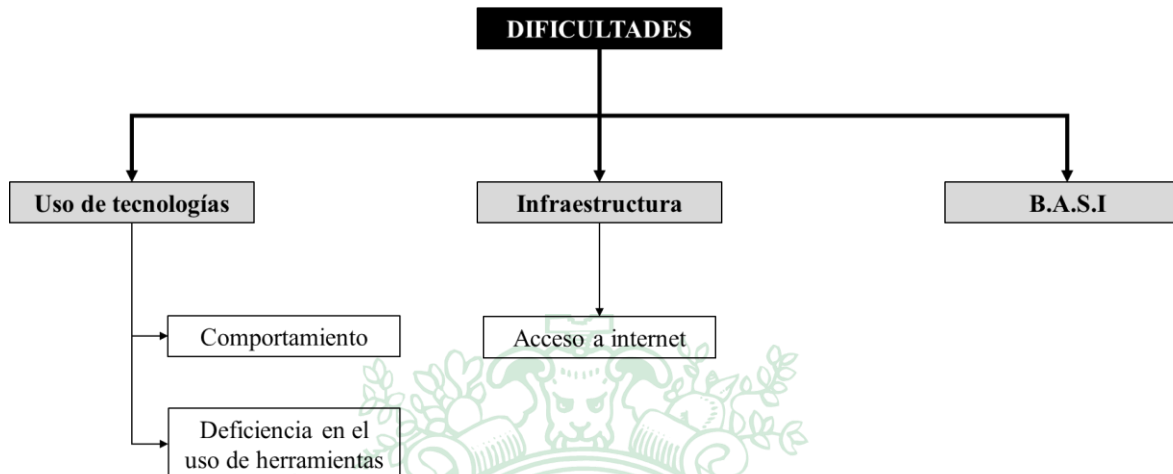 DIFICULTADES
Uso de tecnologías
Infraestructura
B.A.S.I
Comportamiento
Acceso a internet
Deficiencia en el
uso de herramientas